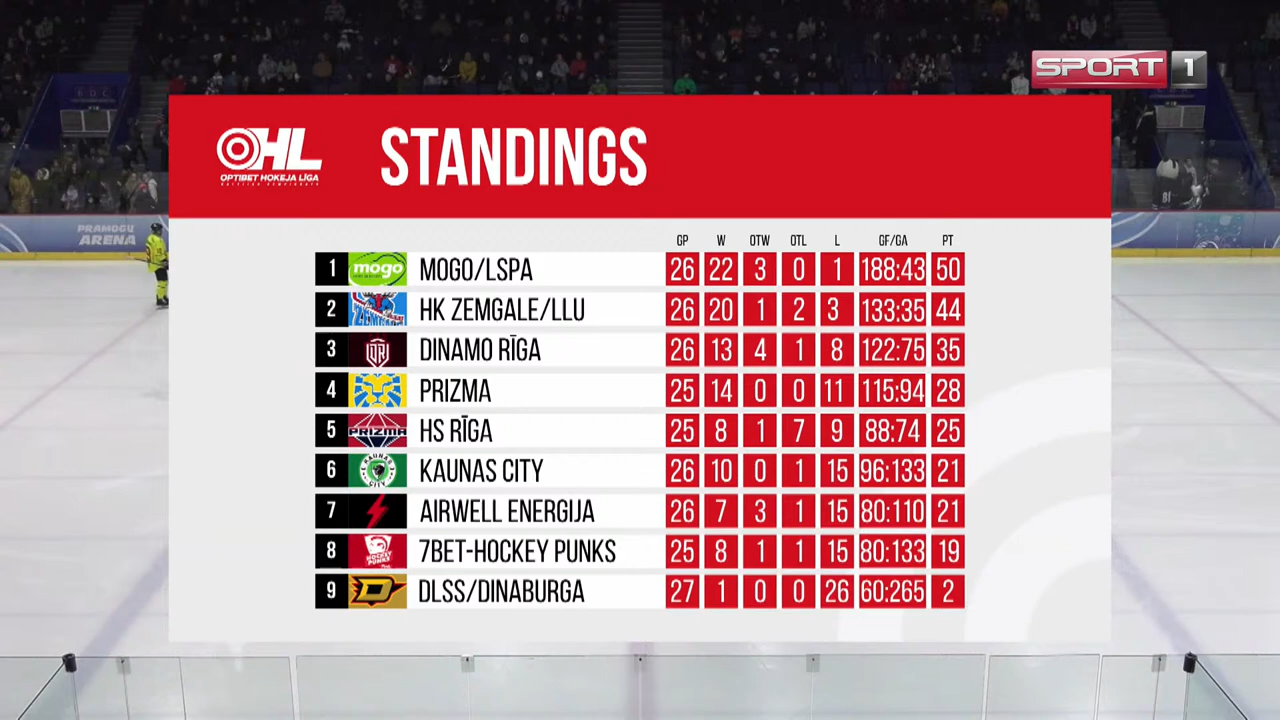 SPORT 1
OHL
OPTIBET HOKEJA LĪGA
STANDINGS
PRAMOGŲ
ARENA
GP W OTW OTL L GF/GA PT
1 mogo MOGO/LSPA 26 22 3 0 1 188:43 50
2 ZEMGALE HK ZEMGALE/LLU 26 20 1 2 3 133:35 44
3 DINAMO RĪGA 26 13 4 1 8 122:75 35
4 PRIZMA 25 14 0 0 11 115:94 28
5 PRIZMA HS RĪGA 25 8 1 7 9 88:74 25
6 KAUNAS CITY KAUNAS CITY 26 10 0 1 15 96:133 21
7 AIRWELL ENERGIJA 26 7 3 1 15 80:110 21
8 HOCKEY PUNKS 7BET-HOCKEY PUNKS 25 8 1 1 15 80:133 19
9 D DLSS/DINABURGA 27 1 0 0 26 60:265 2